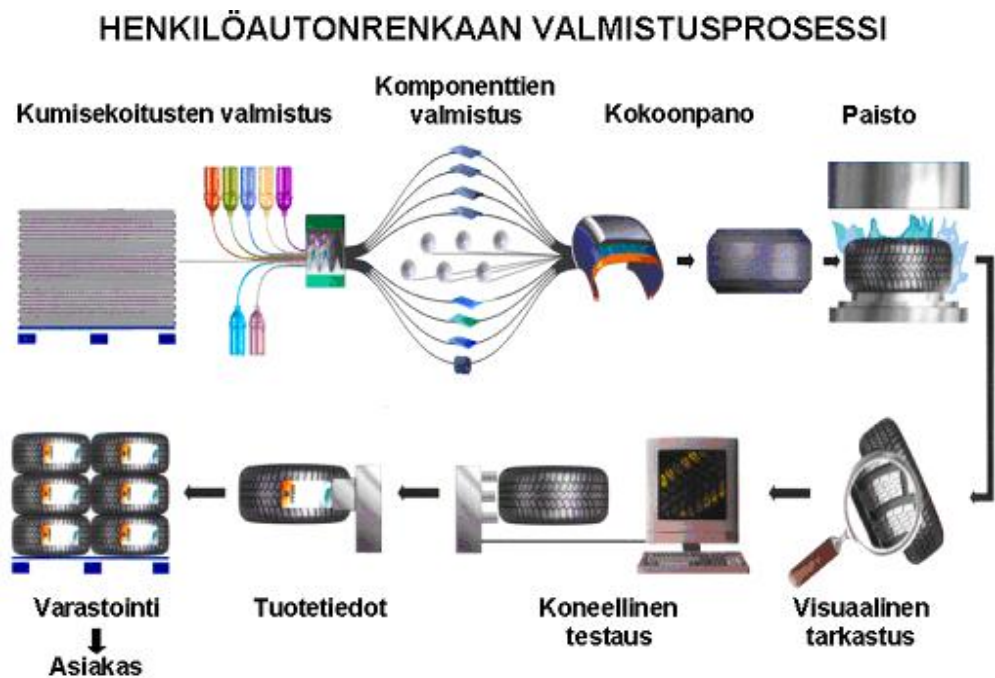 HENKILÖAUTONRENKAAN VALMISTUSPROSESSI
Kumisekoitusten valmistus
Komponenttien
valmistus
Kokoonpano
Paisto
Varastointi
Asiakas
Tuotetiedot
Koneellinen
testaus
Visuaalinen
tarkastus